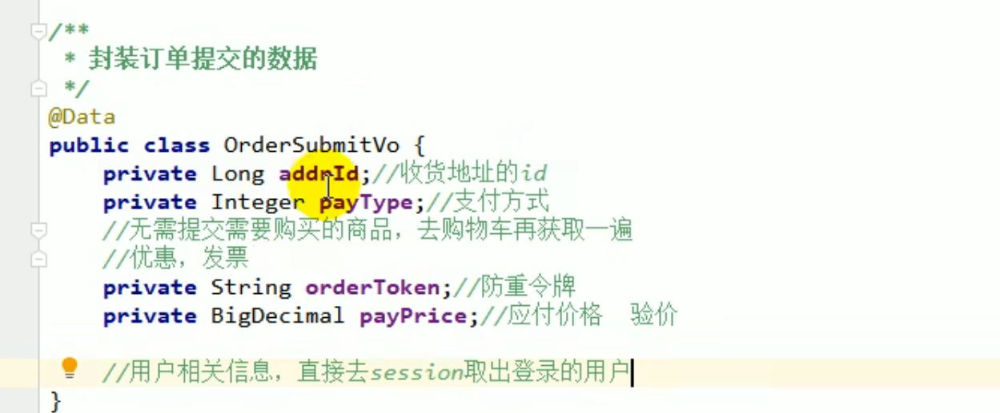 /**
 * 封装订单提交的数据
 */
@Data
public class OrderSubmitVo {
    private Long addrId;//收货地址的id
    private Integer payType;//支付方式
    //无需提交需要购买的商品，去购物车再获取一遍
    //优惠，发票
    private String orderToken;//防重令牌
    private BigDecimal payPrice;//应付价格  验价
    //用户相关信息，直接去session取出登录的用户
}